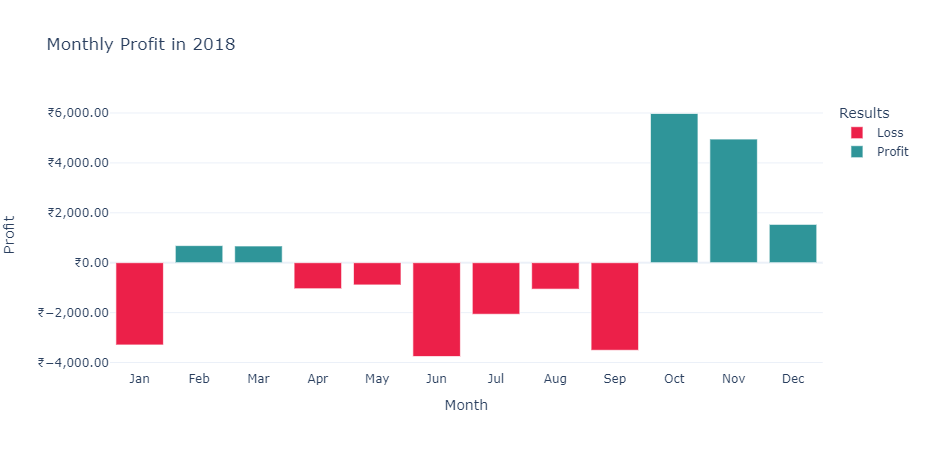 Monthly Profit in 2018
₹6,000.00
₹4,000.00
₹2,000.00
₹0.00
₹−2,000.00
₹−4,000.00
Profit
Jan Feb Mar Apr May Jun Jul Aug Sep Oct Nov Dec
Month
Results
Loss
Profit